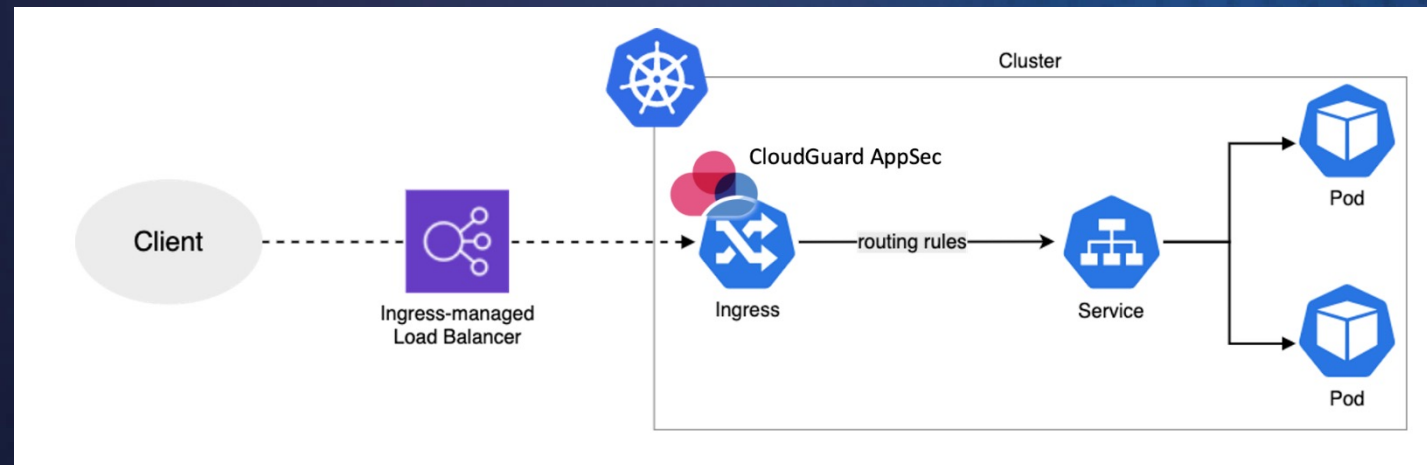 Cluster
CloudGuard AppSec
Client
Ingress-managed
Load Balancer
Ingress
routing rules
Service
Pod
Pod